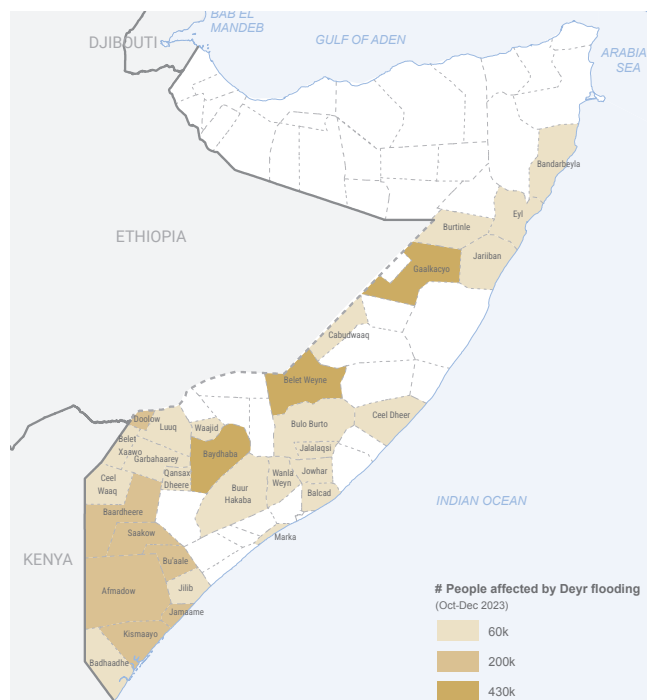 BAB EL
MANDEB
DJIBOUTI
GULF OF ADEN
ARABIA
SEA
Bandarbeyla
Eyl
Burtinle
ETHIOPIA
Jariiban
Gaalkacyo
Cabudwaaq
Belet Weyne
Ceel Dheer
Doolow
Luuq
Waajid
Bulo Burto
Belet
Xaawo
Garbahaarey
Baydhaba
Jalalaqsi
Qansax
Dheere
Wanla
Weyn
Jowhar
Ceel
Waaq
Buur
Hakaba
Balcad
INDIAN OCEAN
Baardheere
Saakow
Marka
KENYA
Bu'aale
Afmadow
Jilib
Jamaame
Kismaayo
Badhaadhe
# People affected by Deyr flooding
(Oct-Dec 2023)
60k
200k
430k